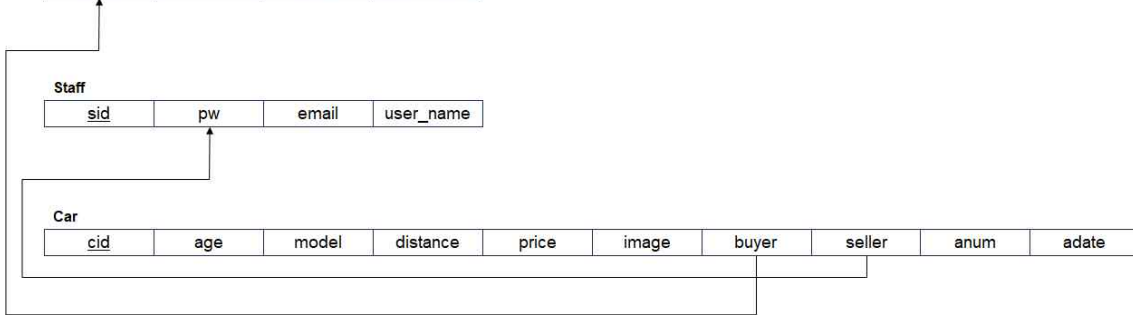 Staff
sid pw email user_name
Car
cid age model distance price image buyer seller anum adate